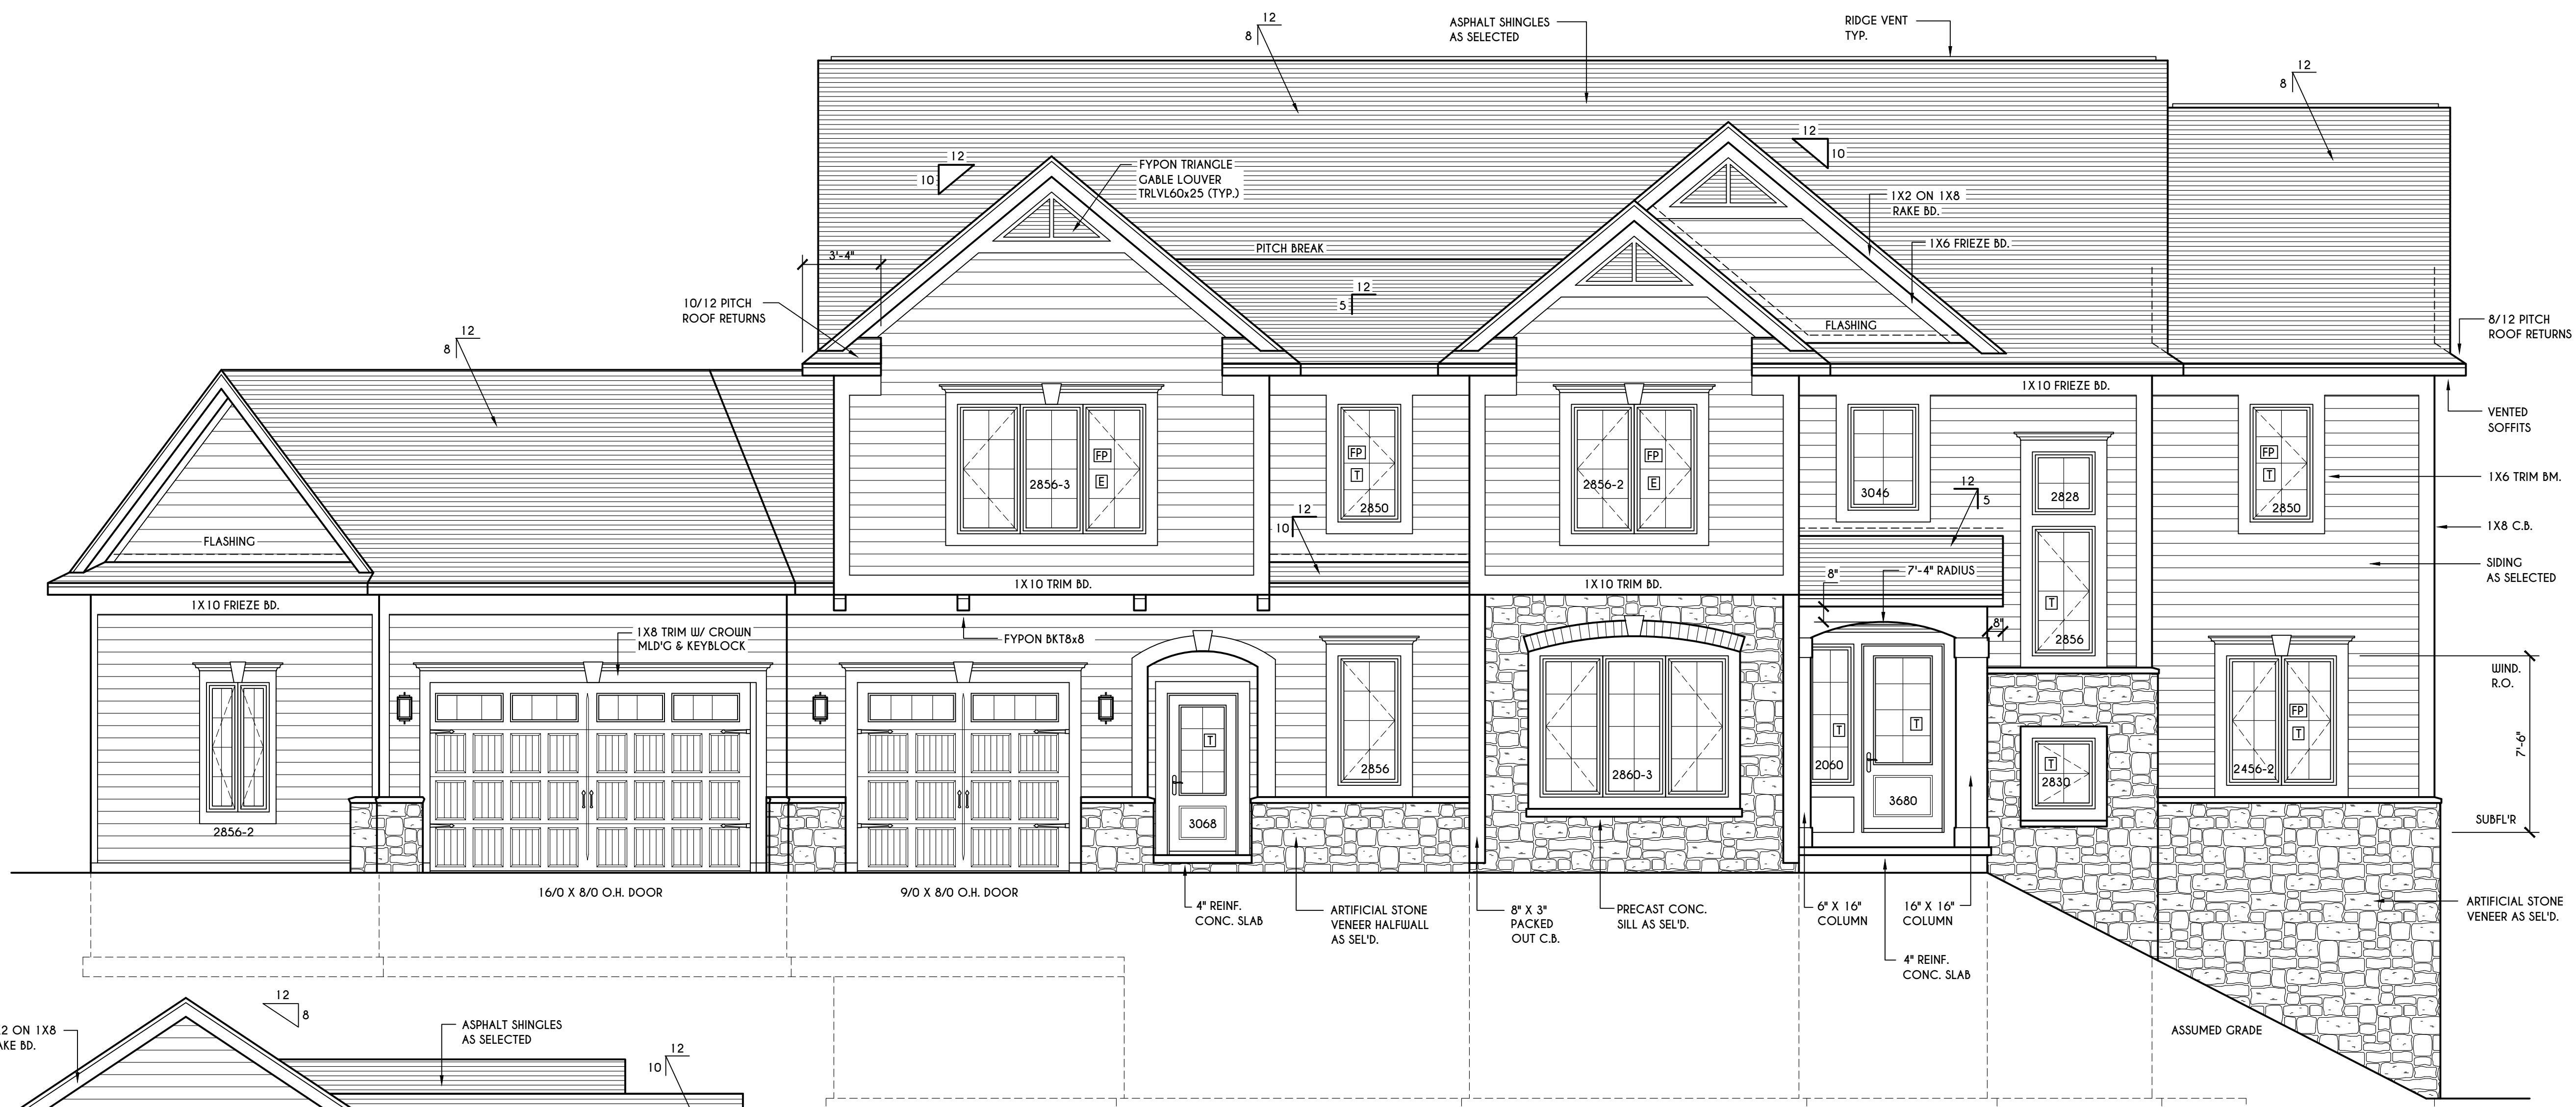 12
8
ASPHALT SHINGLES
AS SELECTED
RIDGE VENT
TYP.
12
8
12
10
FYPON TRIANGLE
GABLE LOUVER
TRLVL60x25 (TYP.)
12
10
1X2 ON 1X8
RAKE BD.
1X6 FRIEZE BD.
PITCH BREAK
3'-4"
12
5
10/12 PITCH
ROOF RETURNS
FLASHING
8/12 PITCH
ROOF RETURNS
12
8
1X10 FRIEZE BD.
VENTED
SOFFITS
FP
E
2856-3
FP
T
2850
FP
E
2856-2
3046
2828
FP
T
2850
1X6 TRIM BM.
12
5
12
10
1X8 C.B.
FLASHING
SIDING
AS SELECTED
1X10 TRIM BD.
1X10 TRIM BD.
8"
7'-4" RADIUS
T
2856
1X10 FRIEZE BD.
1X8 TRIM W/ CROWN
MLD'G & KEYBLOCK
FYPON BKT8x8
8"
WIND.
R.O.
7'-6"
SUBFL'R
2856-2
T
3068
2856
2860-3
T
2060
T
3680
T
2830
FP
T
2456-2
16/0 X 8/0 O.H. DOOR
9/0 X 8/0 O.H. DOOR
4" REINF.
CONC. SLAB
ARTIFICIAL STONE
VENEER HALFWALL
AS SEL'D.
8" X 3"
PACKED
OUT C.B.
PRECAST CONC.
SILL AS SEL'D.
6" X 16"
COLUMN
16" X 16"
COLUMN
4" REINF.
CONC. SLAB
ARTIFICIAL STONE
VENEER AS SEL'D.
ASSUMED GRADE
12
8
2 ON 1X8
AKE BD.
ASPHALT SHINGLES
AS SELECTED
12
10